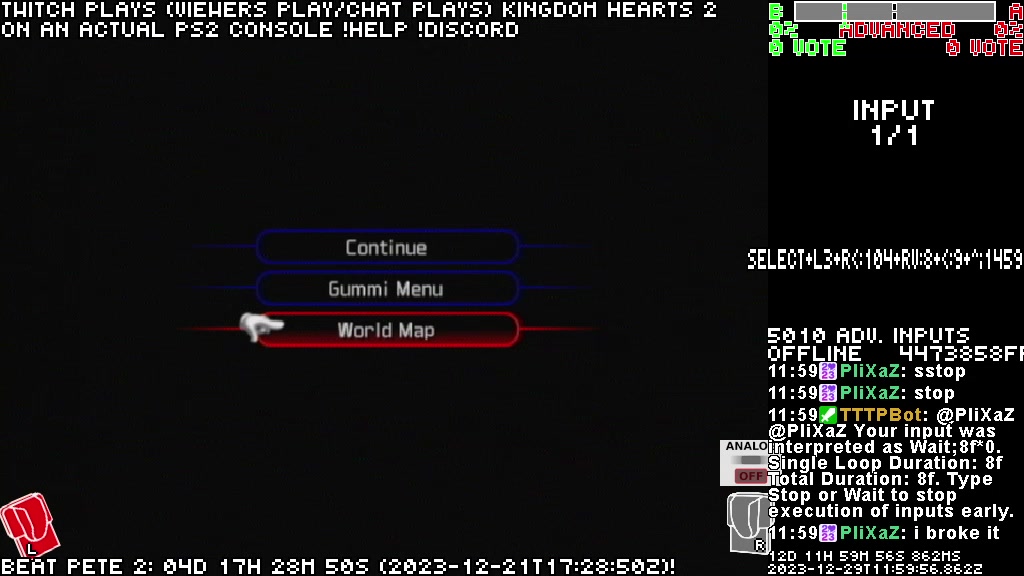 TWITCH PLAYS (VIEWERS PLAY/CHAT PLAYS) KINGDOM HEARTS 2
ON AN ACTUAL PS2 CONSOLE !HELP !DISCORD
B A
0% ADVANCED 0%
0 VOTE 0 VOTE
INPUT
1/1
Continue
Gummi Menu
World Map
SELECT+L3+R<:104+RV:8+<:9+^;1459
5010 ADV. INPUTS
OFFLINE 4473858FR
11:59 PliXaZ: sstop
11:59 PliXaZ: stop
11:59 TTTPBot: @PliXaZ
@PliXaZ Your input was
interpreted as Wait;8f*0.
Single Loop Duration: 8f
Total Duration: 8f. Type
Stop or Wait to stop
execution of inputs early.
11:59 PliXaZ: i broke it
ANALO
OFF
L
R
12D 11H 59M 56S 862MS
2023-12-29T11:59:56.862Z
BEAT PETE 2: 04D 17H 28M 50S (2023-12-21T17:28:50Z)!